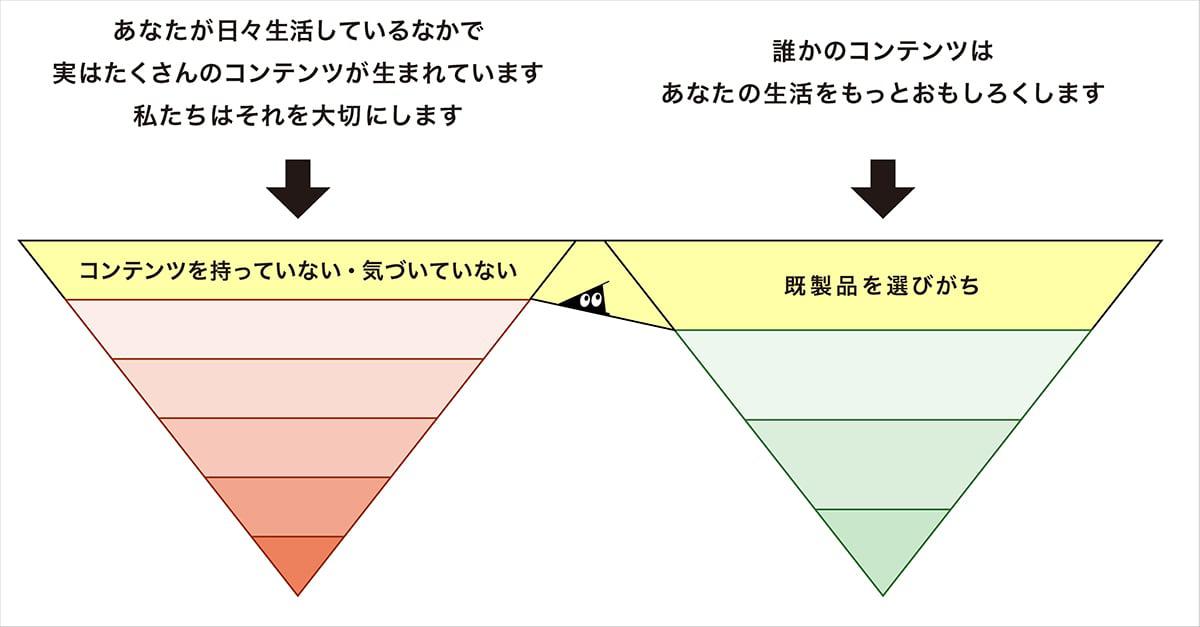 あなたが日々生活しているなかで
実はたくさんのコンテンツが生まれています
私たちはそれを大切にします
誰かのコンテンツは
あなたの生活をもっとおもしろくします
コンテンツを持っていない・気づいていない
既製品を選びがち